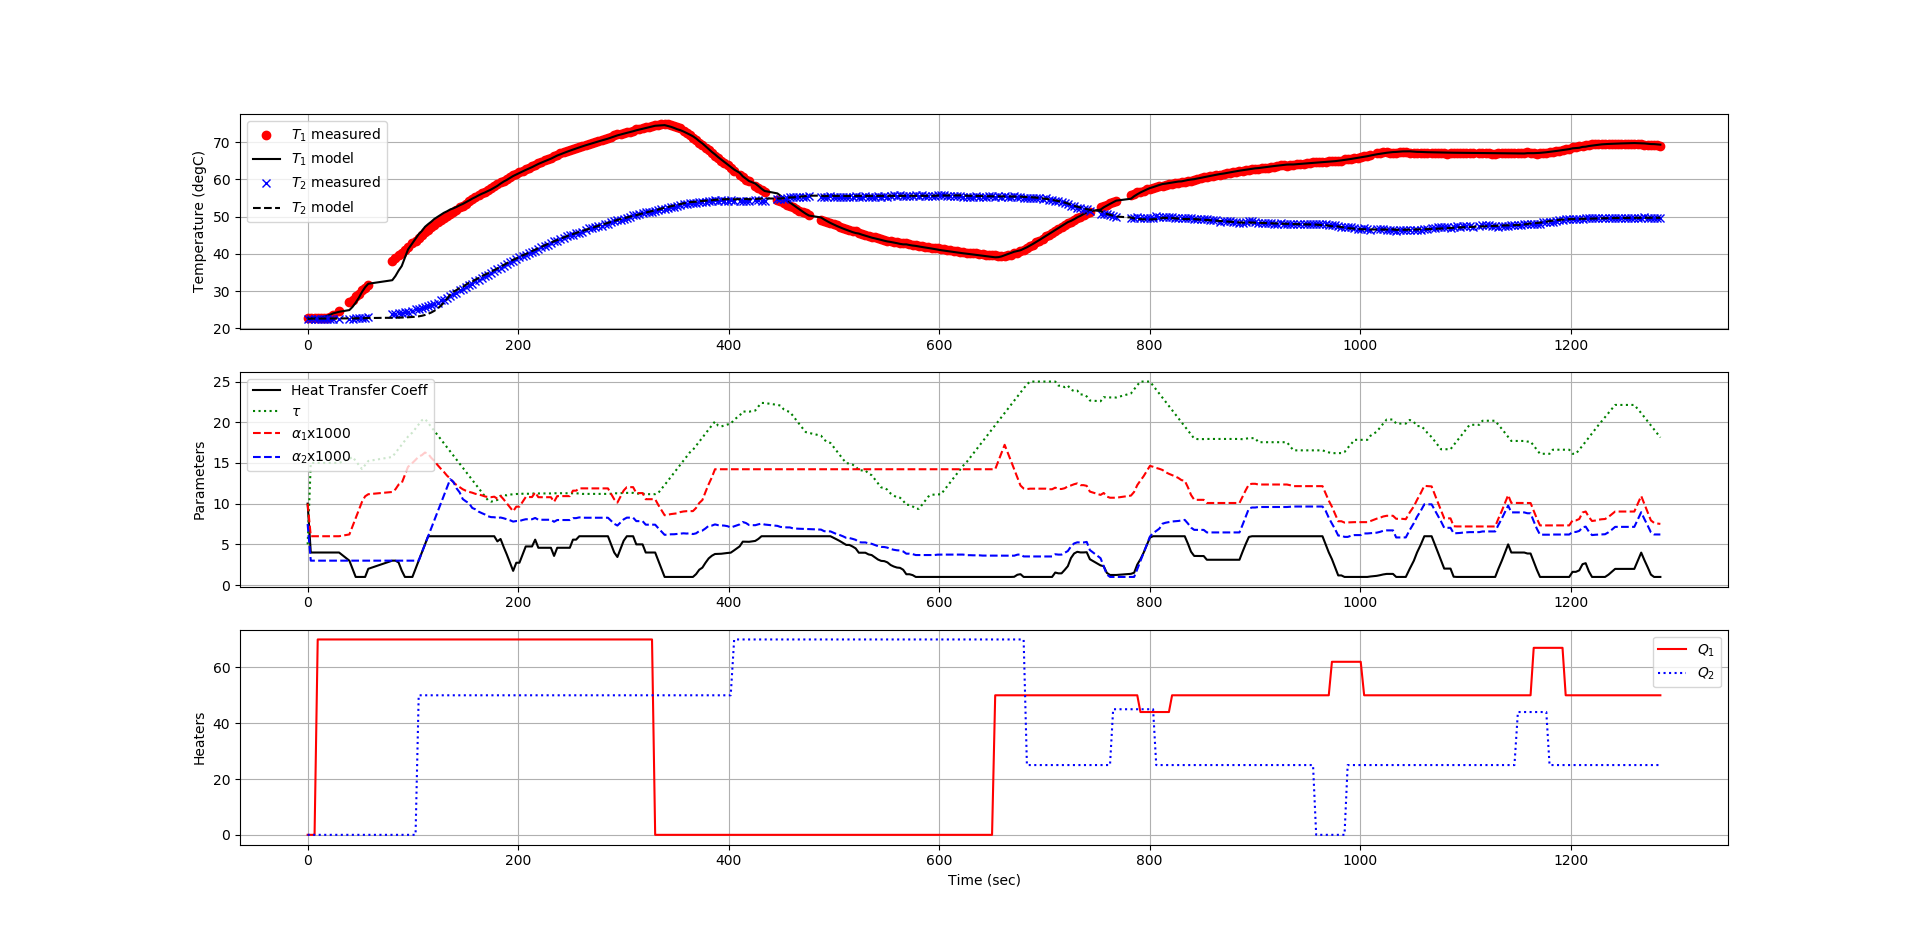 Temperature (degC)
70
60
50
40
30
20
T₁ measured
T₁ model
T₂ measured
T₂ model
0 200 400 600 800 1000 1200
Parameters
25
20
15
10
5
0
Heat Transfer Coeff
τ
α₁x1000
α₂x1000
0 200 400 600 800 1000 1200
Heaters
60
40
20
0
Q₁
Q₂
0 200 400 600 800 1000 1200
Time (sec)